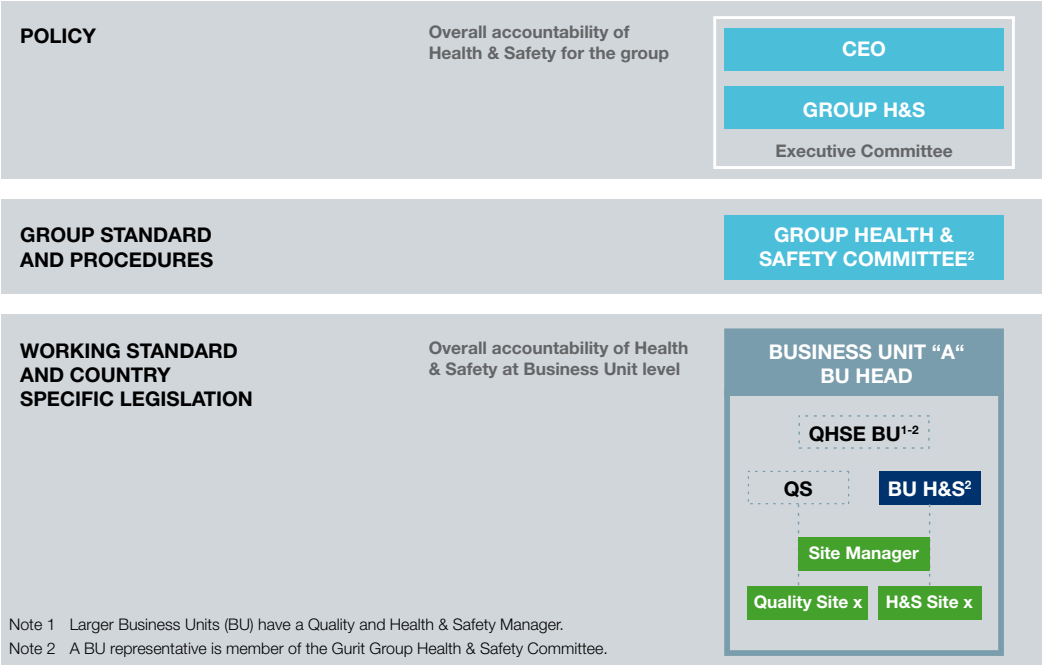 POLICY
Overall accountability of
Health & Safety for the group
CEO
GROUP H&S
Executive Committee
GROUP STANDARD
AND PROCEDURES
GROUP HEALTH &
SAFETY COMMITTEE²
WORKING STANDARD
AND COUNTRY
SPECIFIC LEGISLATION
Overall accountability of Health
& Safety at Business Unit level
BUSINESS UNIT “A“
BU HEAD
QHSE BU¹⁻²
QS
BU H&S²
Site Manager
Quality Site x
H&S Site x
Note 1 Larger Business Units (BU) have a Quality and Health & Safety Manager.
Note 2 A BU representative is member of the Gurit Group Health & Safety Committee.